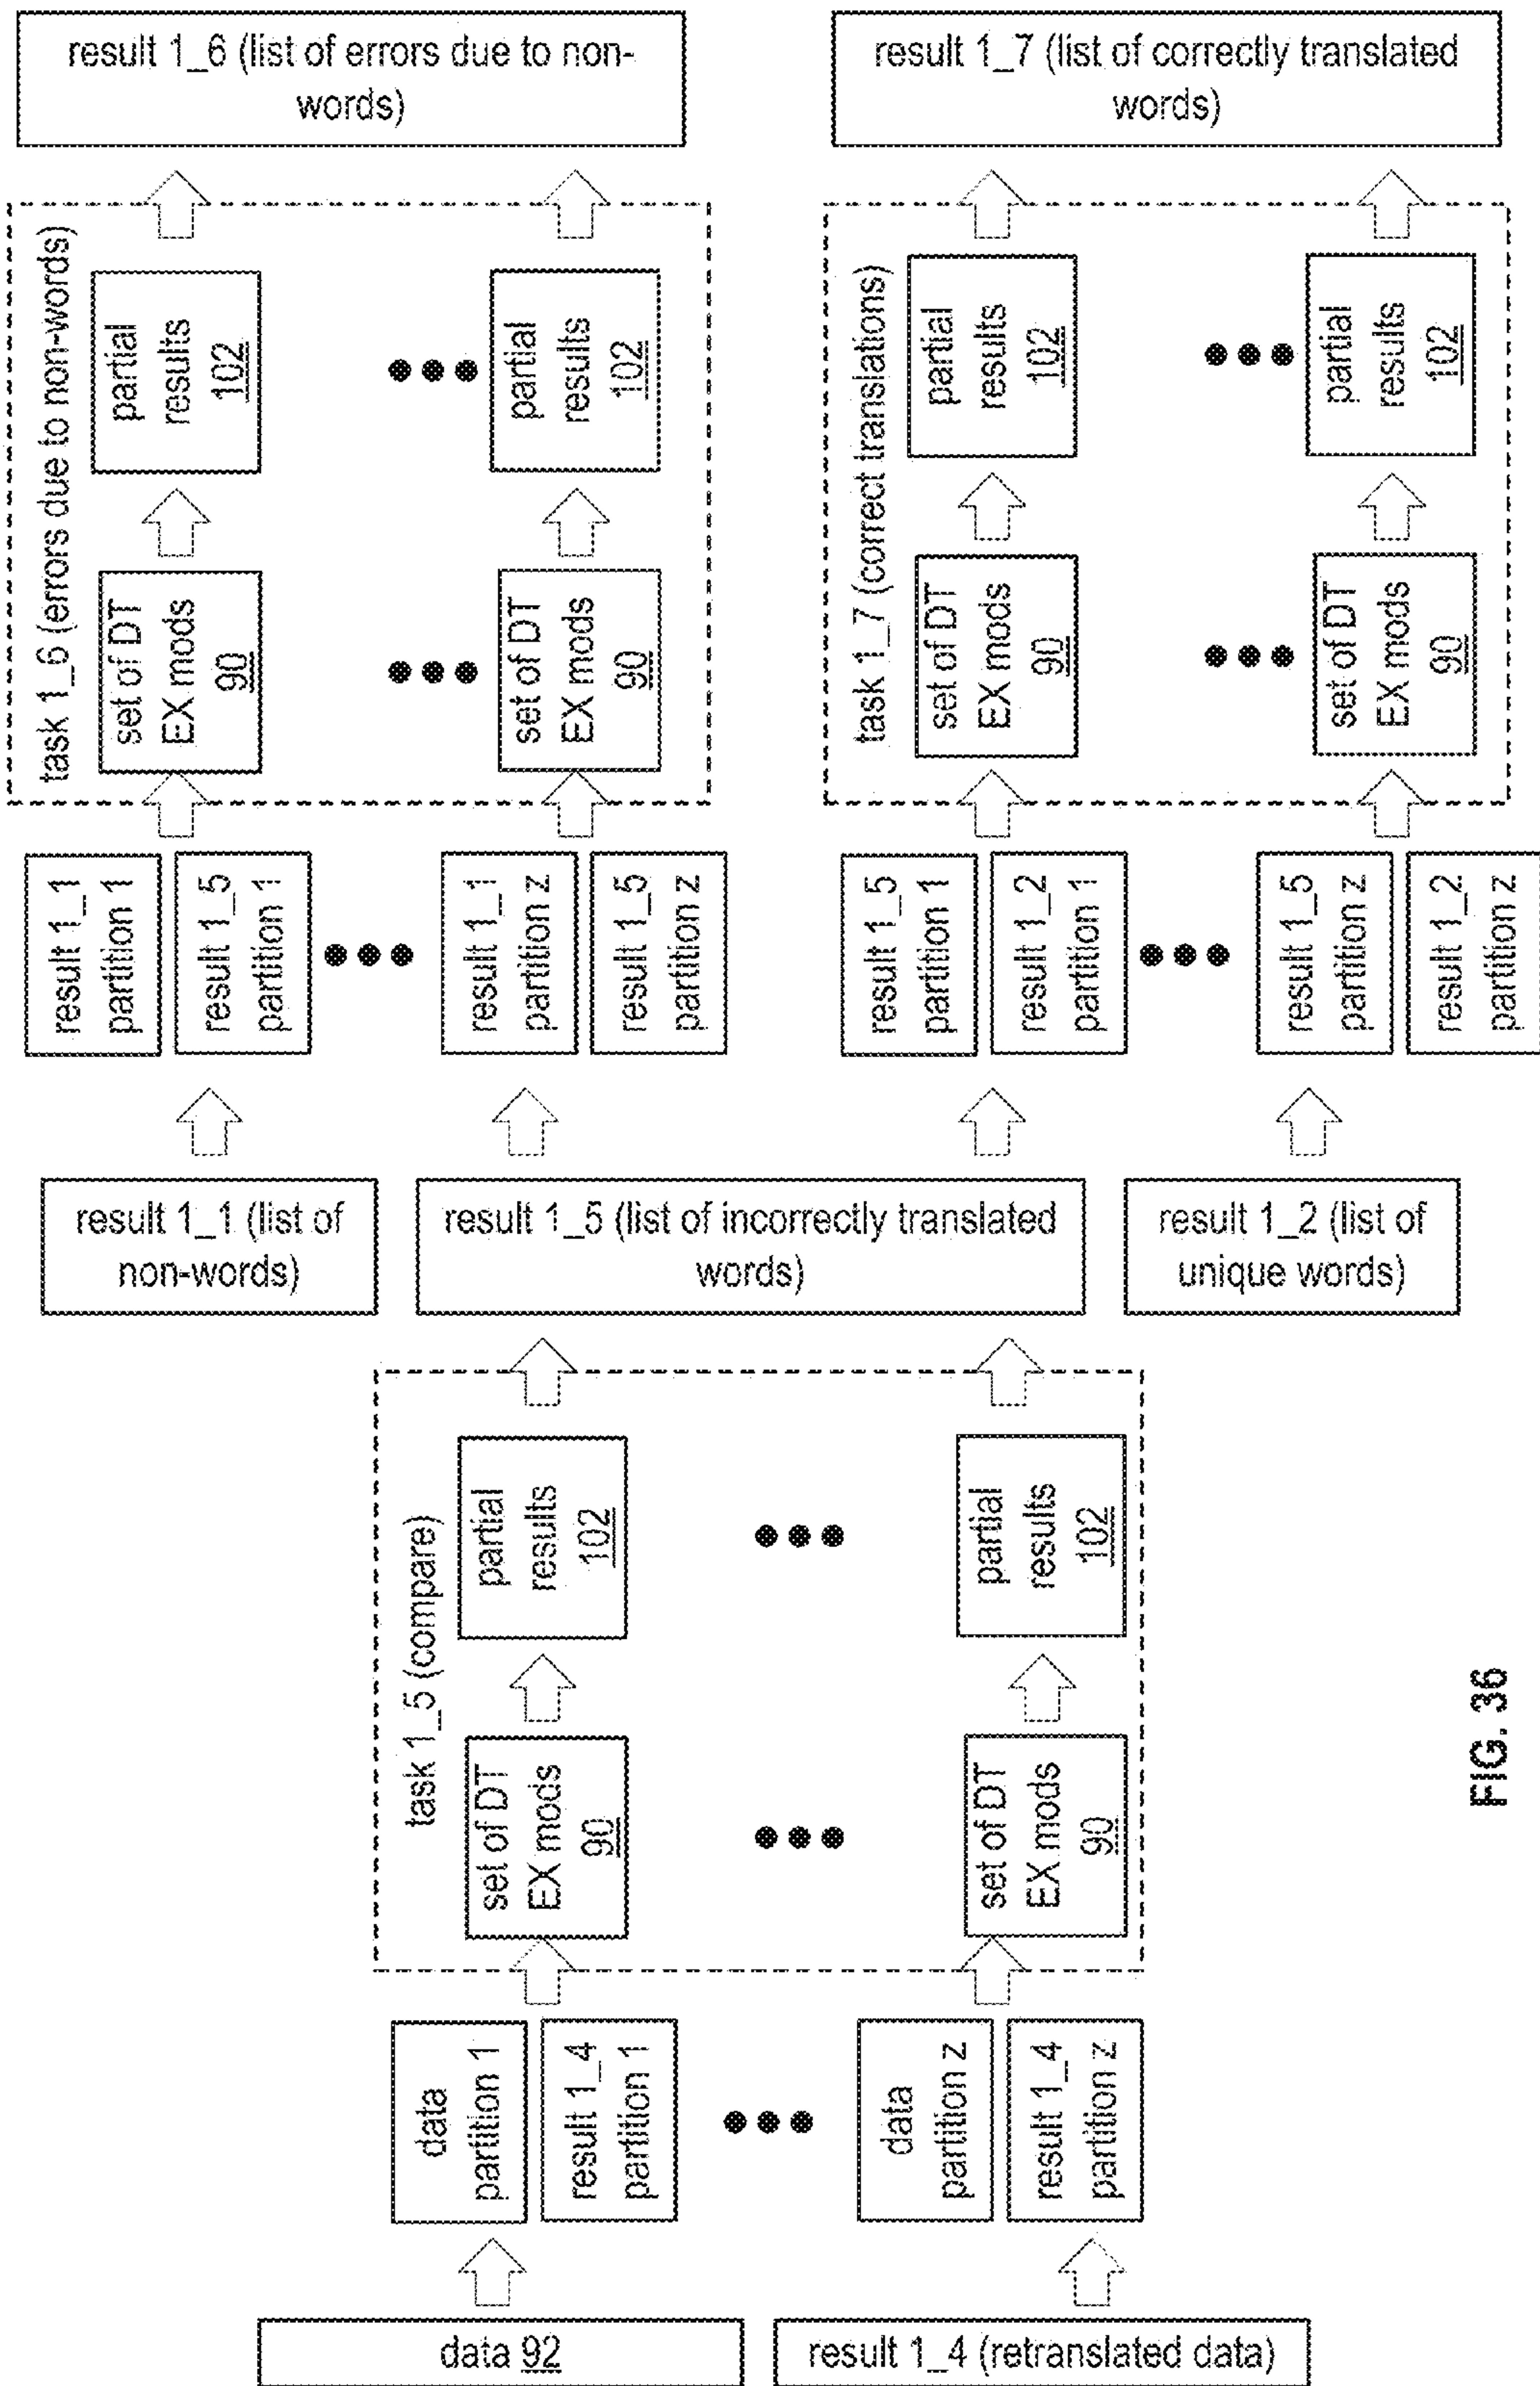 data 92
result 1_4 (retranslated data)
data
partition 1
result 1_4
partition 1
data
partition z
result 1_4
partition z
task 1_5 (compare)
set of DT
EX mods
90
partial
results
102
set of DT
EX mods
90
partial
results
102
result 1_1 (list of
non-words)
result 1_5 (list of incorrectly translated
words)
result 1_2 (list of
unique words)
result 1_1
partition 1
result 1_5
partition 1
result 1_1
partition z
result 1_5
partition z
task 1_6 (errors due to non-words)
set of DT
EX mods
90
partial
results
102
set of DT
EX mods
90
partial
results
102
result 1_6 (list of errors due to non-
words)
result 1_5
partition 1
result 1_2
partition 1
result 1_5
partition z
result 1_2
partition z
task 1_7 (correct translations)
set of DT
EX mods
90
partial
results
102
set of DT
EX mods
90
partial
results
102
result 1_7 (list of correctly translated
words)
FIG. 36